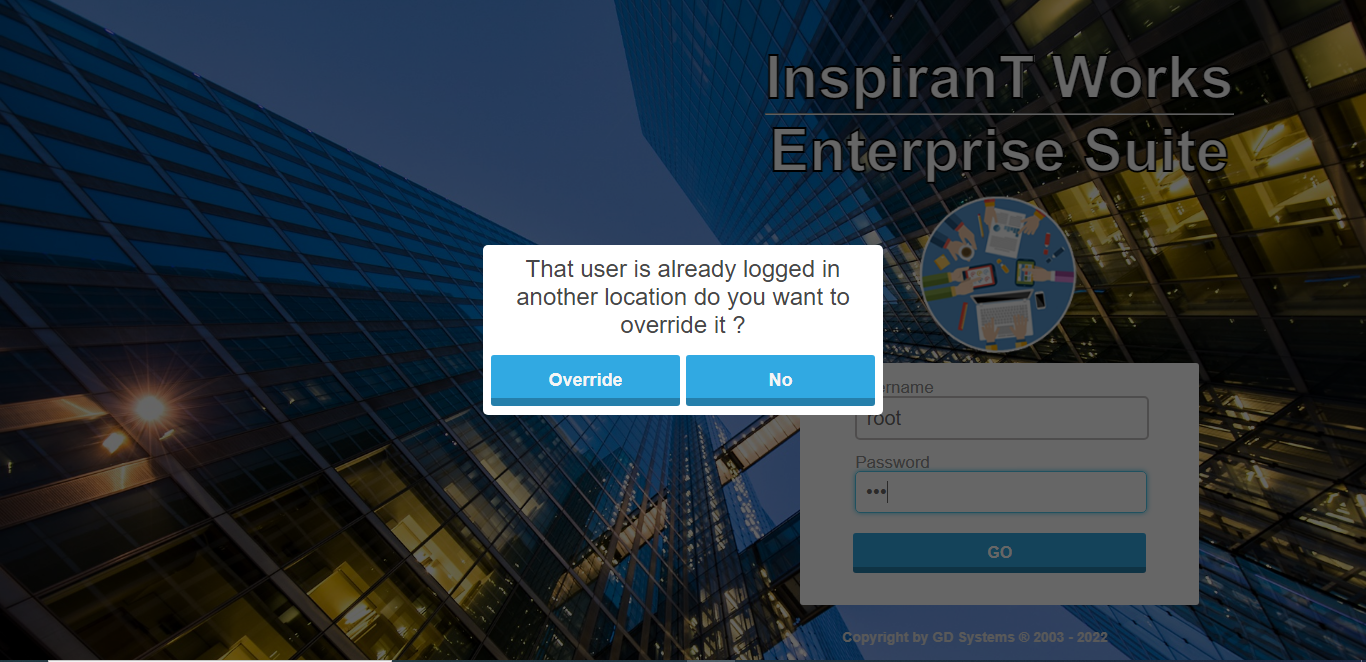 InspiranT Works
Enterprise Suite
That user is already logged in
another location do you want to
override it ?
Override
No
ername
root
Password
•••
GO
Copyright by GD Systems ® 2003 - 2022